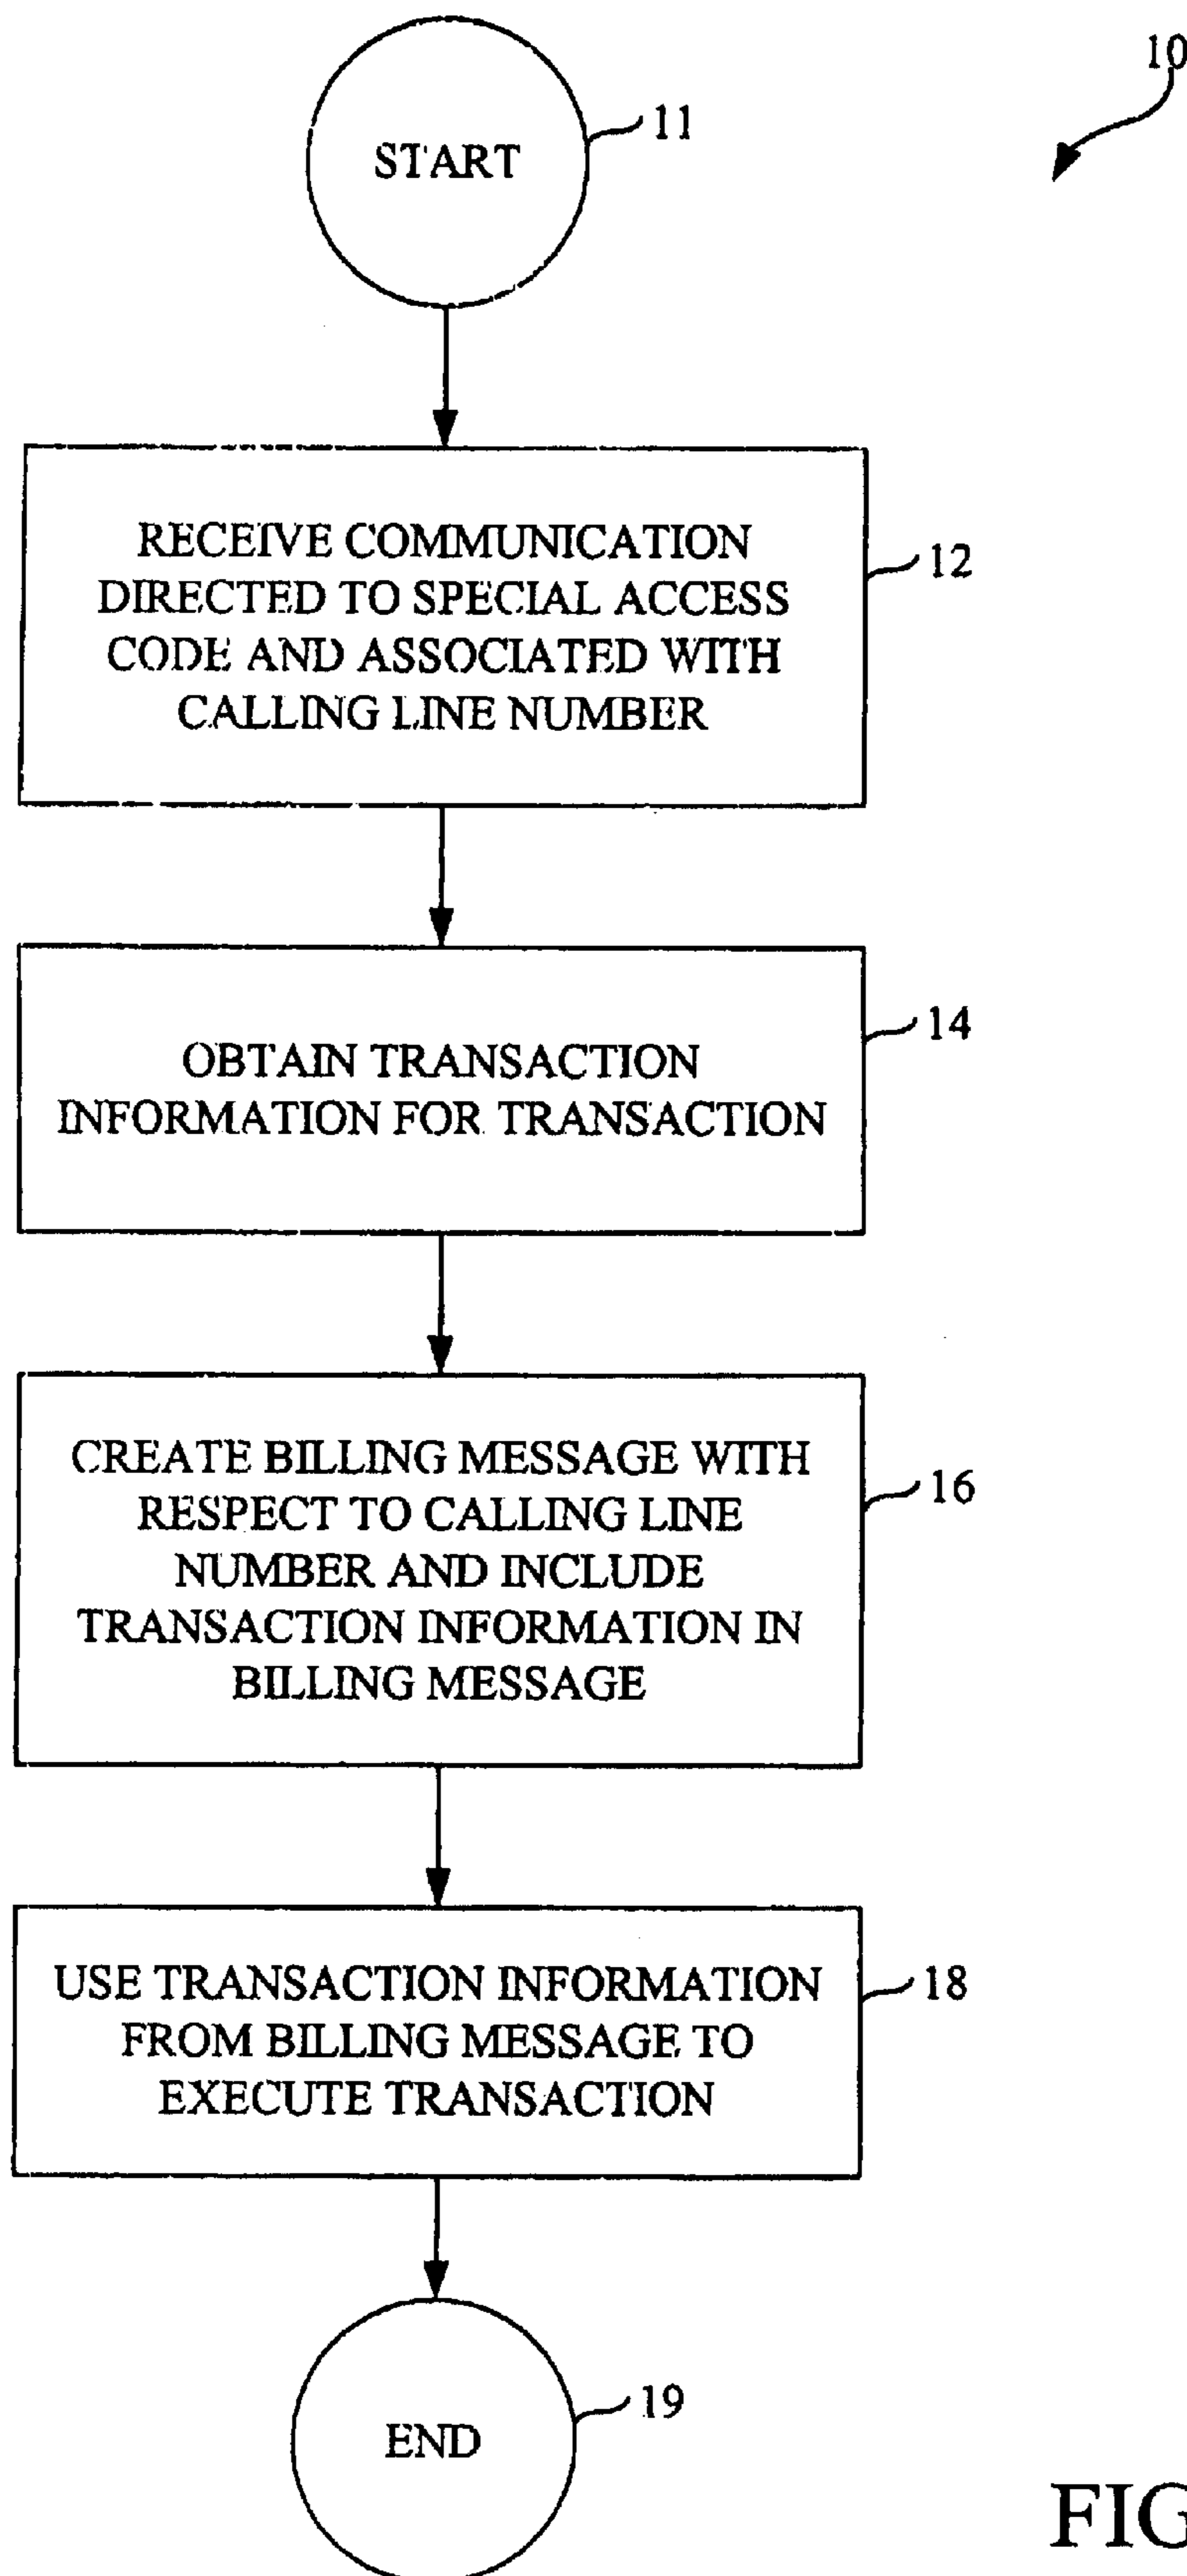 10
START
11
RECEIVE COMMUNICATION
DIRECTED TO SPECIAL ACCESS
CODE AND ASSOCIATED WITH
CALLING LINE NUMBER
12
OBTAIN TRANSACTION
INFORMATION FOR TRANSACTION
14
CREATE BILLING MESSAGE WITH
RESPECT TO CALLING LINE
NUMBER AND INCLUDE
TRANSACTION INFORMATION IN
BILLING MESSAGE
16
USE TRANSACTION INFORMATION
FROM BILLING MESSAGE TO
EXECUTE TRANSACTION
18
END
19
FIG